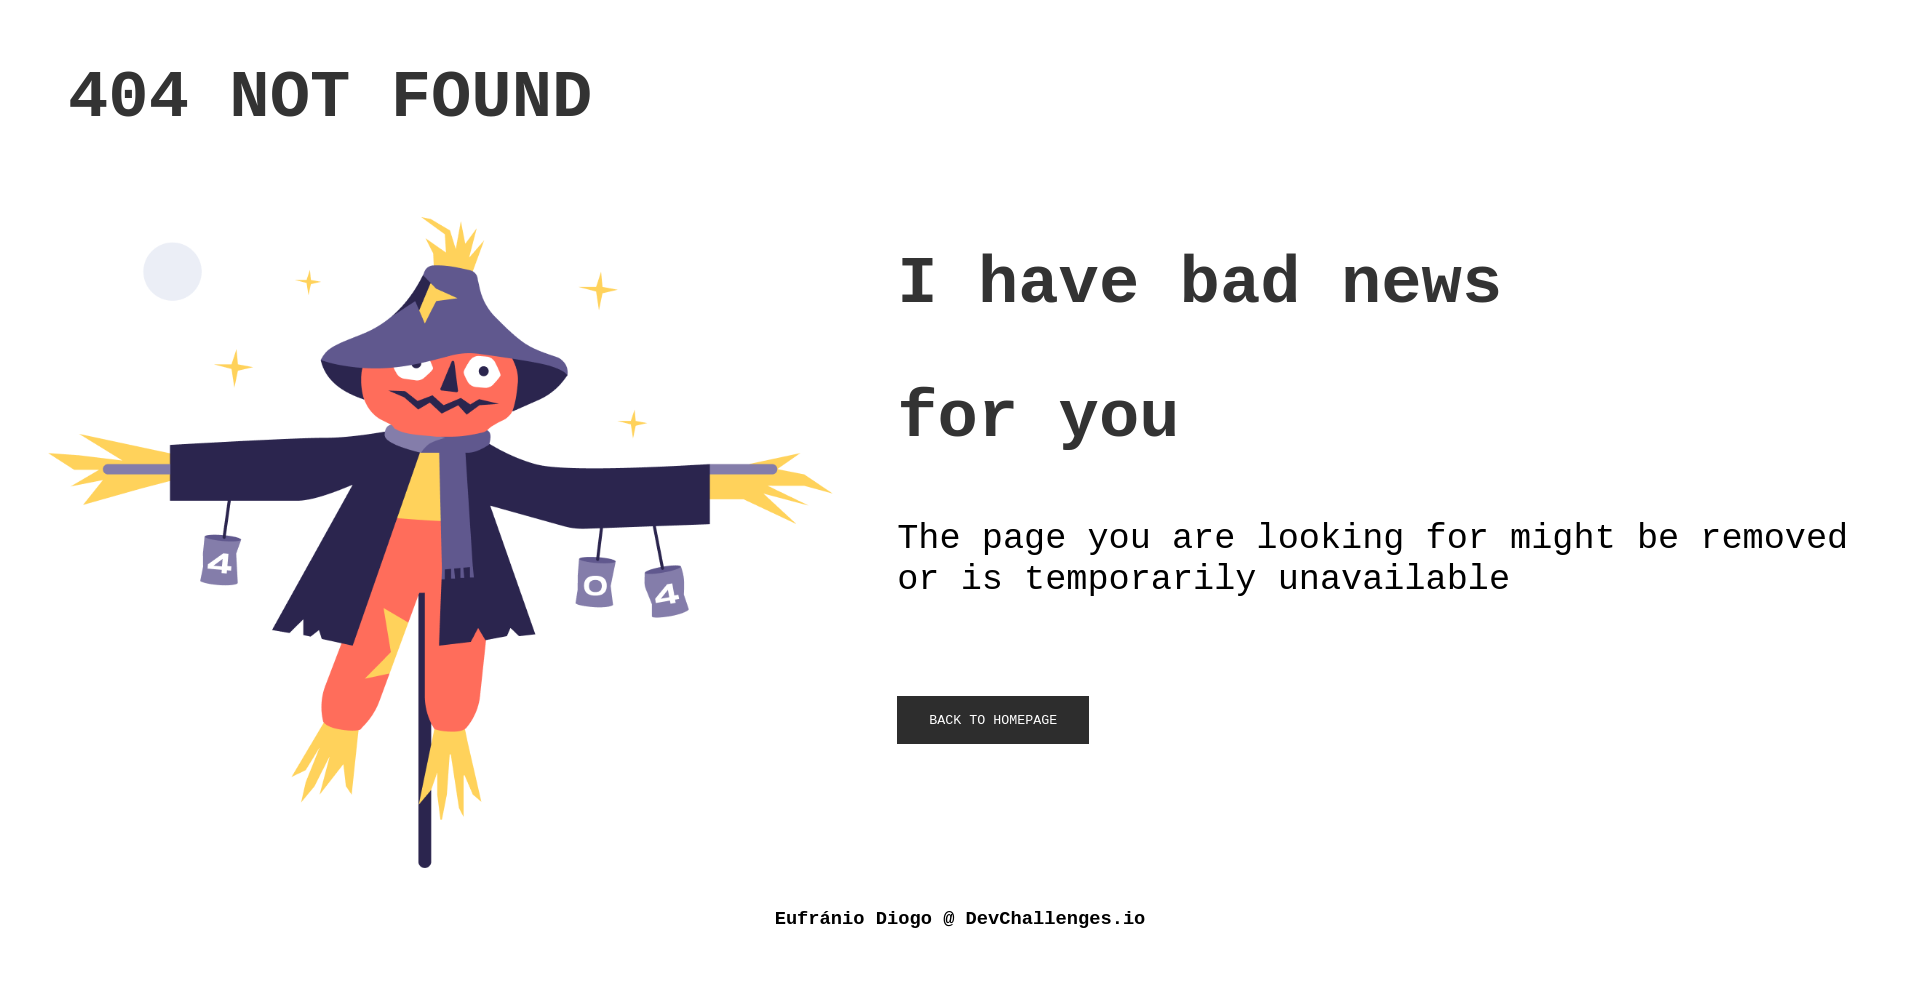 404 NOT FOUND
I have bad news
for you
The page you are looking for might be removed
or is temporarily unavailable
4
0
4
BACK TO HOMEPAGE
Eufránio Diogo @ DevChallenges.io